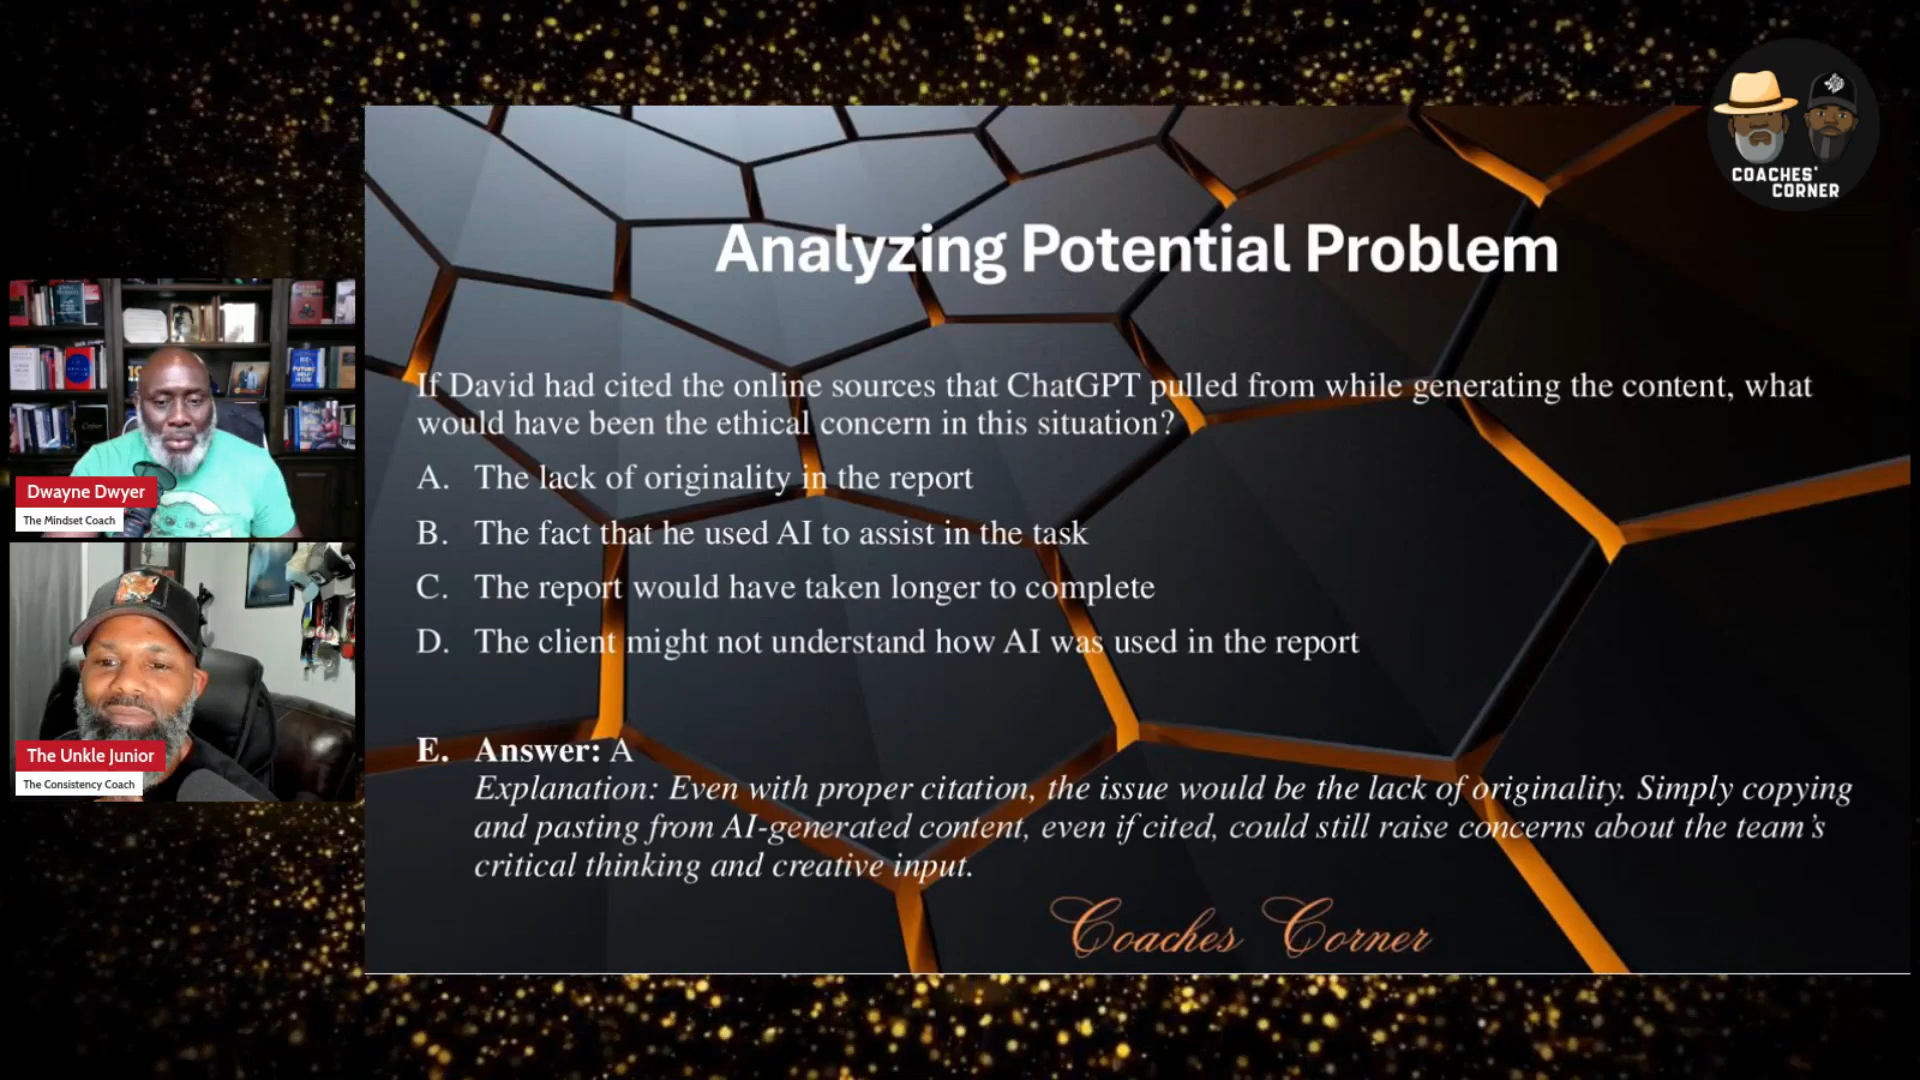 COACHES'
CORNER
Analyzing Potential Problem
If David had cited the online sources that ChatGPT pulled from while generating the content, what
would have been the ethical concern in this situation?
A. The lack of originality in the report
B. The fact that he used AI to assist in the task
C. The report would have taken longer to complete
D. The client might not understand how AI was used in the report
E. Answer: A
Explanation: Even with proper citation, the issue would be the lack of originality. Simply copying
and pasting from AI-generated content, even if cited, could still raise concerns about the team's
critical thinking and creative input.
Coaches Corner
Dwayne Dwyer
The Mindset Coach
The Unkle Junior
The Consistency Coach